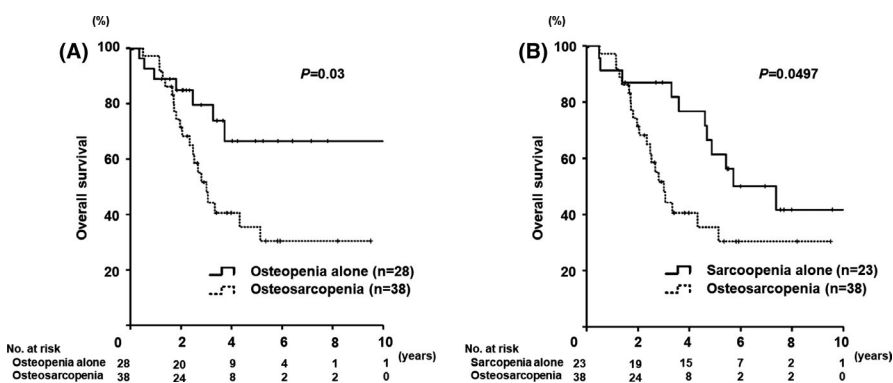 (%)
(A)
100
80
60
40
20
Overall survival
P=0.03
Osteopenia alone (n=28)
Osteosarcopenia (n=38)
0 2 4 6 8 10
(years)
No. at risk
Osteopenia alone 28 20 9 4 1 1
Osteosarcopenia 38 24 8 2 2 0
(%)
(B)
100
80
60
40
20
Overall survival
P=0.0497
Sarcoopenia alone (n=23)
Osteosarcopenia (n=38)
0 2 4 6 8 10
(years)
No. at risk
Sarcopenia alone 23 19 15 7 2 1
Osteosarcopenia 38 24 8 2 2 0